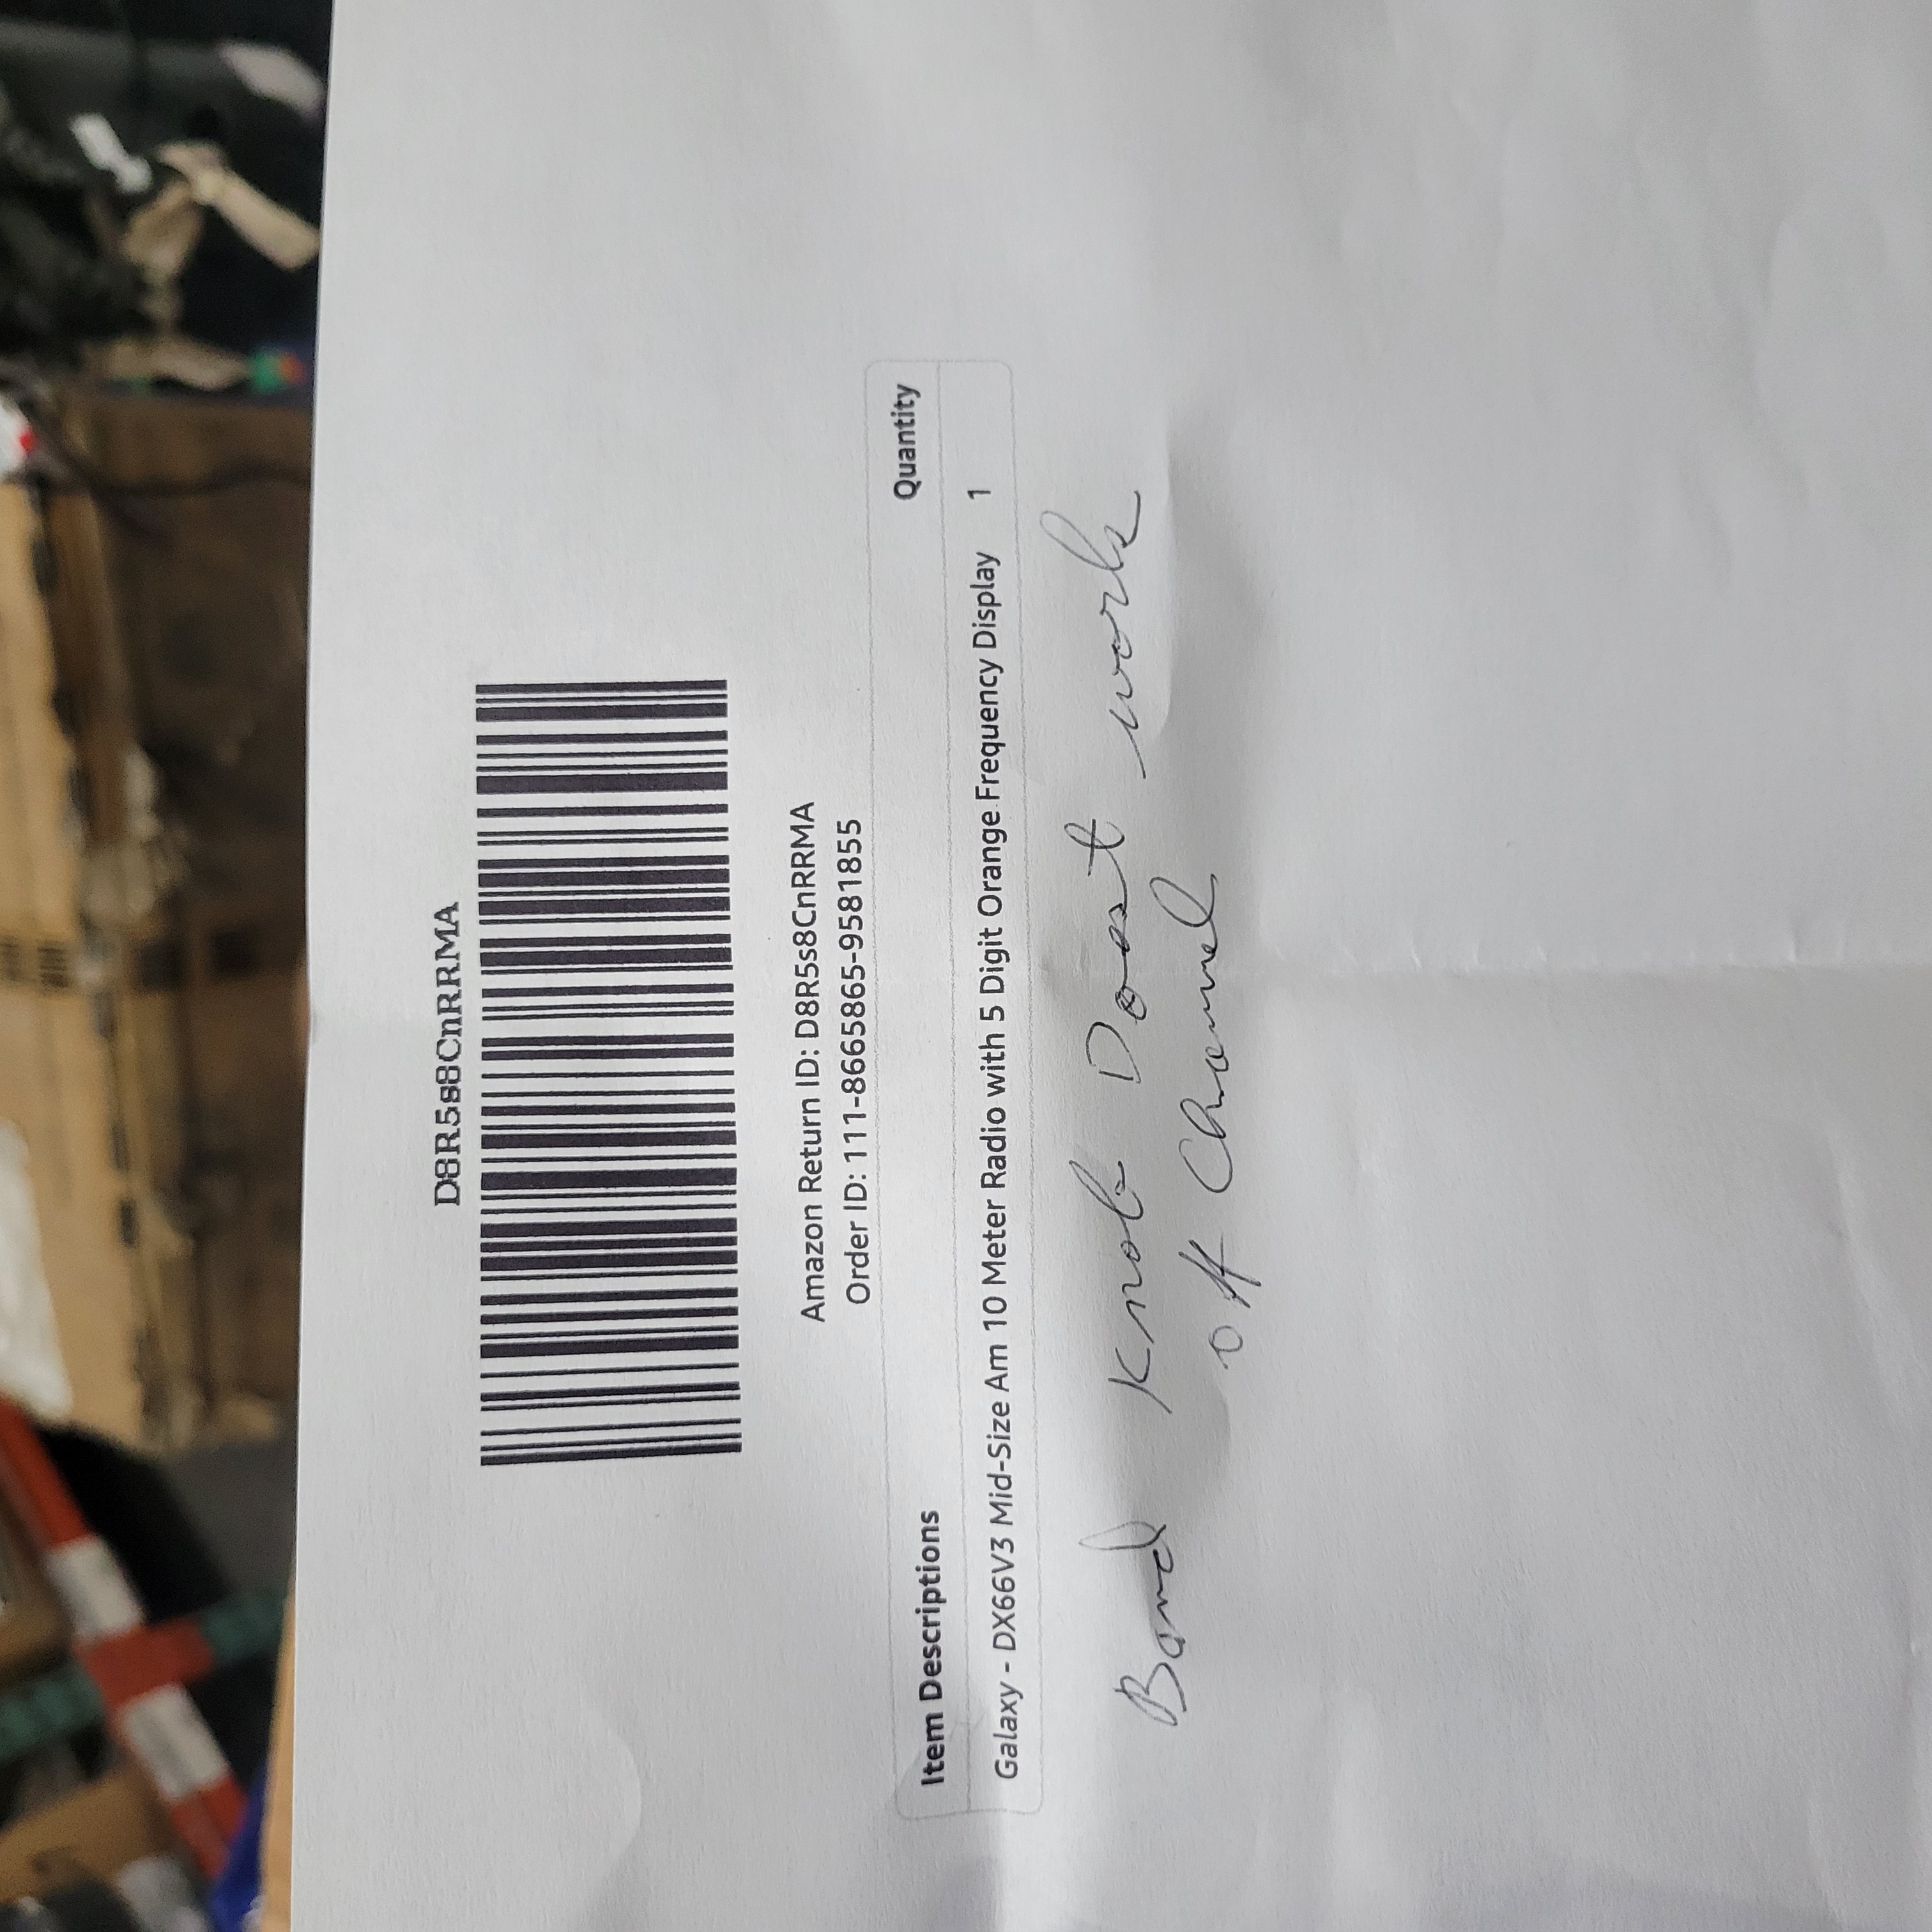 D8R5s8CnRRMA
Amazon Return ID: D8R5s8CnRRMA
Order ID: 111-8665865-9581855
Item Descriptions Quantity
Galaxy - DX66V3 Mid-Size Am 10 Meter Radio with 5 Digit Orange Frequency Display 1
Band Knob Doast work
off Channel